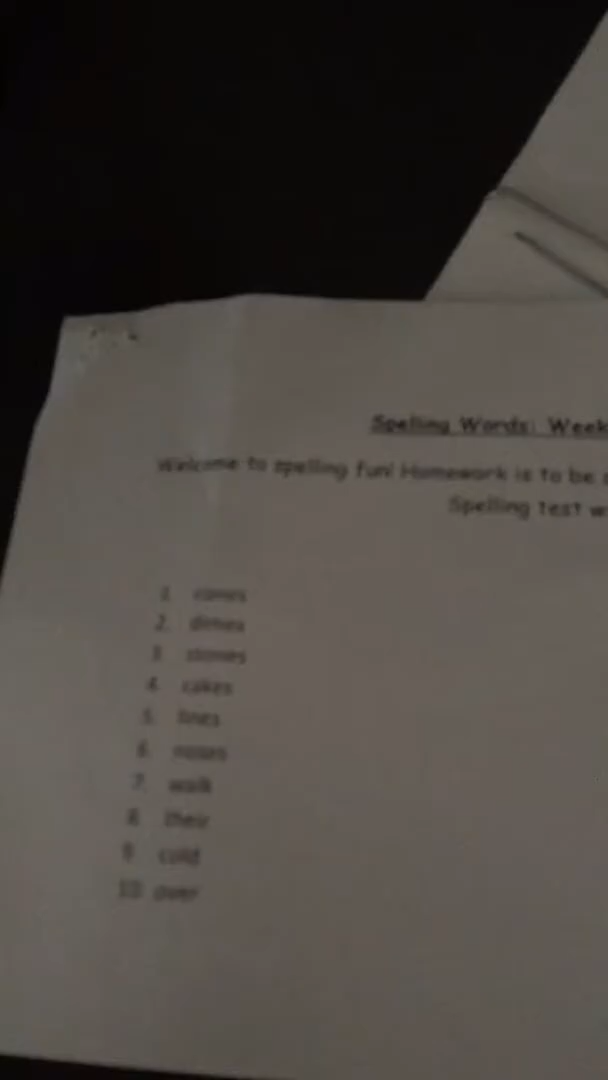 Spelling Words: Week
Welcome to spelling fun! Homework is to be
Spelling test
1.
2. dimes
3. stones
4. cakes
5. lines
6. noses
7. walk
8. their
9. cold
10. over